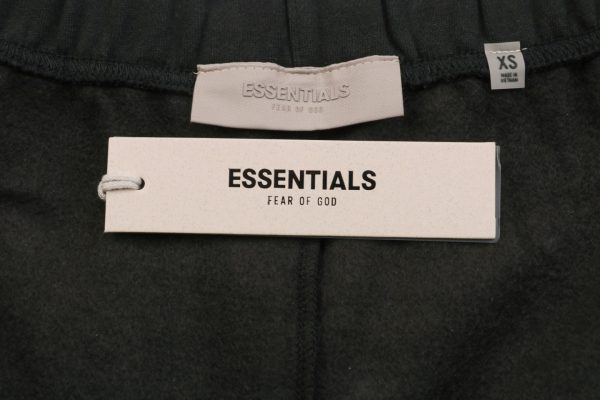 ESSENTIALS
FEAR OF GOD
XS
MADE IN
VIETNAM
ESSENTIALS
FEAR OF GOD